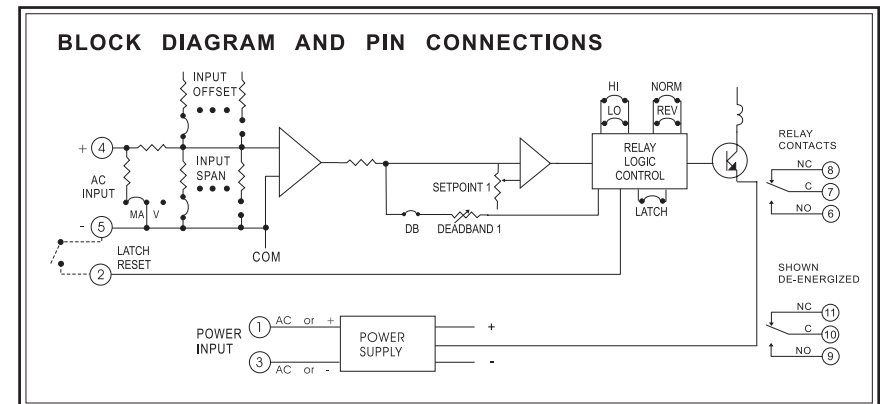 BLOCK DIAGRAM AND PIN CONNECTIONS
INPUT
OFFSET
HI
NORM
LO
REV
RELAY
CONTACTS
+ 4
INPUT
SPAN
RELAY
LOGIC
CONTROL
NC 8
C 7
NO 6
AC
INPUT
SETPOINT 1
MA V
LATCH
- 5
DB DEADBAND 1
LATCH
RESET
COM
2
SHOWN
DE-ENERGIZED
NC 11
C 10
NO 9
POWER
INPUT
1 AC or +
POWER
SUPPLY
+
3 AC or -
-